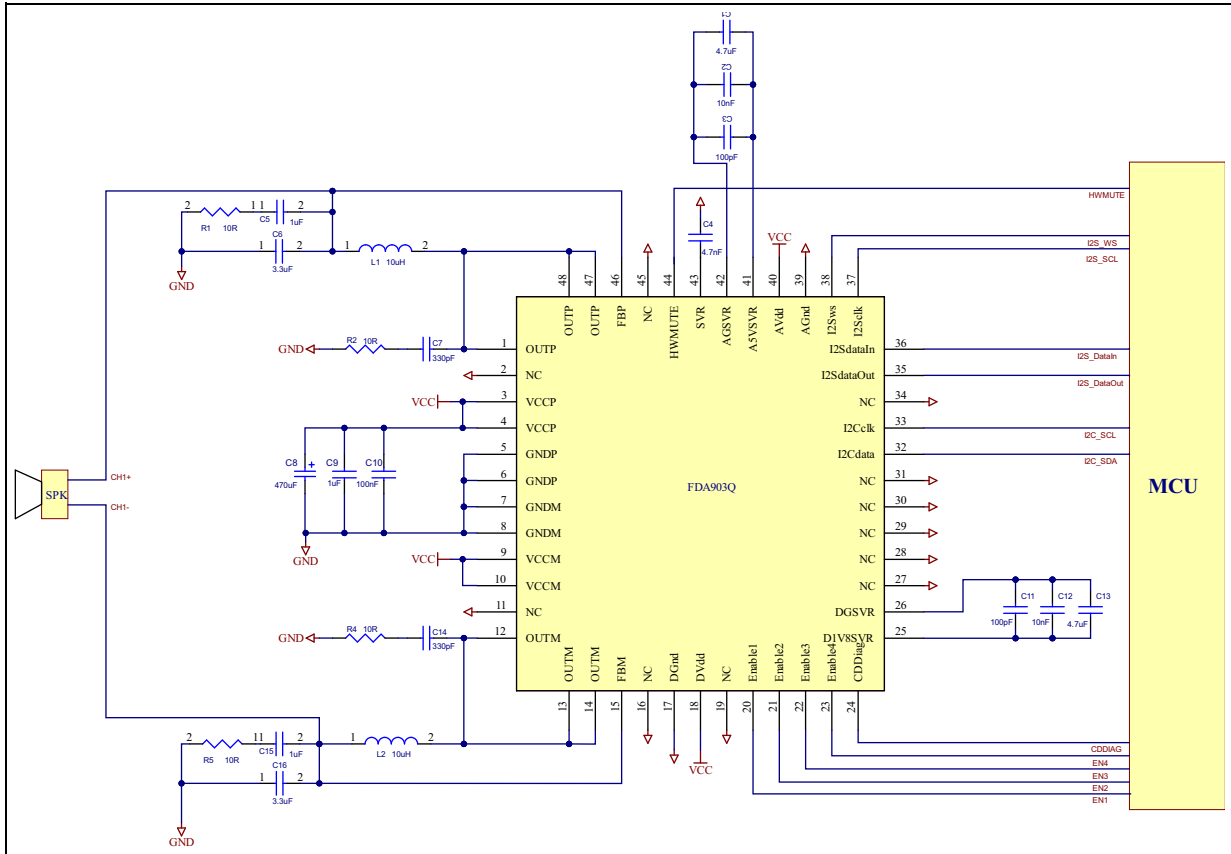 C1
4.7uF
C2
10nF
C3
100pF
HWMUTE
I2S_WS
I2S_SCL
2 R1 10R 1 1 C5 1uF 2
1 C6 3.3uF 2
1 L1 10uH 2
GND
C4
4.7nF
VCC
48 47 46 45 44 43 42 41 40 39 38 37
OUTP OUTP FBP NC HWMUTE SVR AGSVR A5VSVR AVdd AGnd I2Sws I2Sclk
GND R2 10R C7 330pF
1 OUTP
2 NC
VCC 3 VCCP
4 VCCP
5 GNDP
6 GNDP
7 GNDM
8 GNDM
VCC 9 VCCM
10 VCCM
11 NC
12 OUTM
C8 + 470uF
C9 1uF
C10 100nF
GND
SPK
CH1+
CH1-
FDA903Q
I2SdataIn 36 I2S_DataIn
I2SdataOut 35 I2S_DataOut
NC 34
I2Cclk 33 I2C_SCL
I2Cdata 32 I2C_SDA
NC 31
NC 30
NC 29
NC 28
NC 27
DGSVR 26
D1V8SVR 25
MCU
C11 100pF
C12 10nF
C13 4.7uF
GND R4 10R C14 330pF
OUTM OUTM FBM NC DGnd DVdd NC Enable1 Enable2 Enable3 Enable4 CDDiag
13 14 15 16 17 18 19 20 21 22 23 24
2 R5 10R 1 1 C15 1uF 2
1 C16 3.3uF 2
1 L2 10uH 2
GND
VCC
CDDIAG
EN4
EN3
EN2
EN1